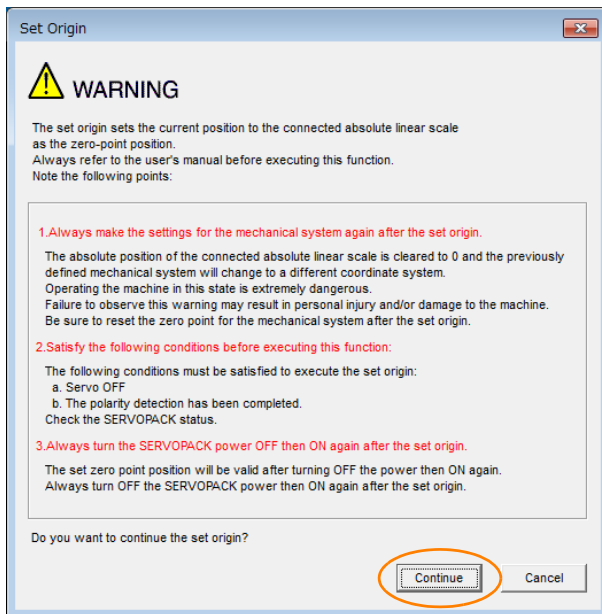 Set Origin
WARNING
The set origin sets the current position to the connected absolute linear scale
as the zero-point position.
Always refer to the user's manual before executing this function.
Note the following points:
1.Always make the settings for the mechanical system again after the set origin.
The absolute position of the connected absolute linear scale is cleared to 0 and the previously
defined mechanical system will change to a different coordinate system.
Operating the machine in this state is extremely dangerous.
Failure to observe this warning may result in personal injury and/or damage to the machine.
Be sure to reset the zero point for the mechanical system after the set origin.
2.Satisfy the following conditions before executing this function:
The following conditions must be satisfied to execute the set origin:
a. Servo OFF
b. The polarity detection has been completed.
Check the SERVOPACK status.
3.Always turn the SERVOPACK power OFF then ON again after the set origin.
The set zero point position will be valid after turning OFF the power then ON again.
Always turn OFF the SERVOPACK power then ON again after the set origin.
Do you want to continue the set origin?
Continue
Cancel